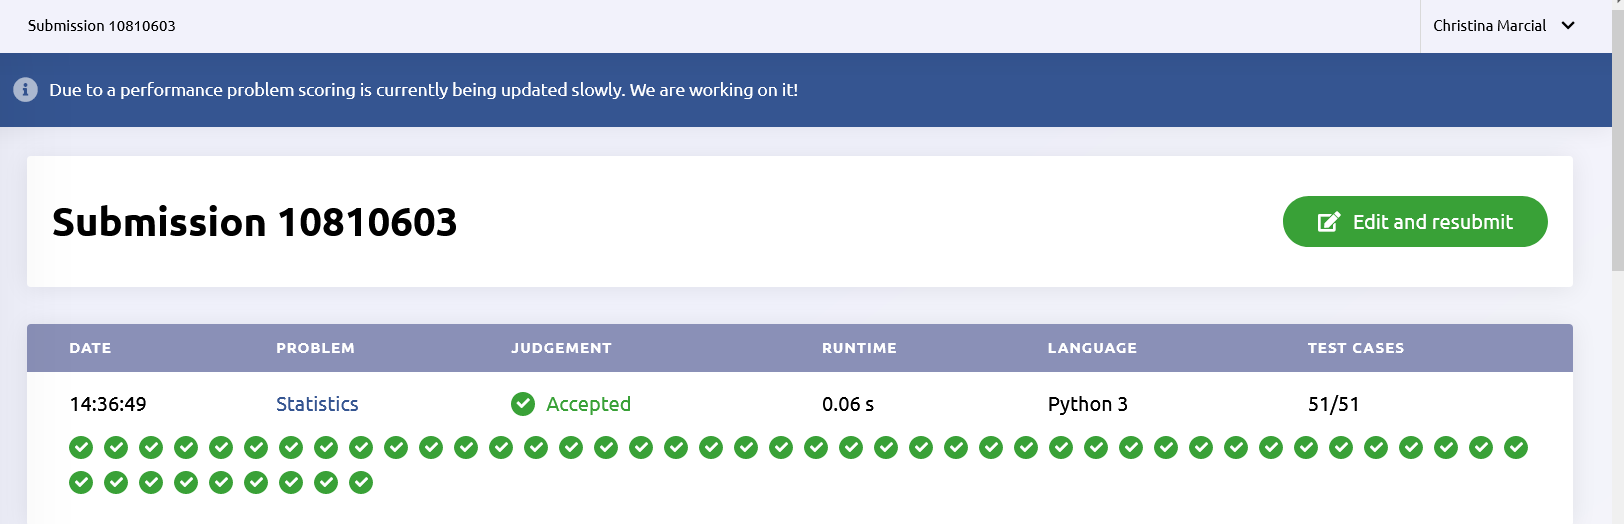 Submission 10810603
Christina Marcial
Due to a performance problem scoring is currently being updated slowly. We are working on it!
Submission 10810603
Edit and resubmit
DATE PROBLEM JUDGEMENT RUNTIME LANGUAGE TEST CASES
14:36:49 Statistics Accepted 0.06 s Python 3 51/51